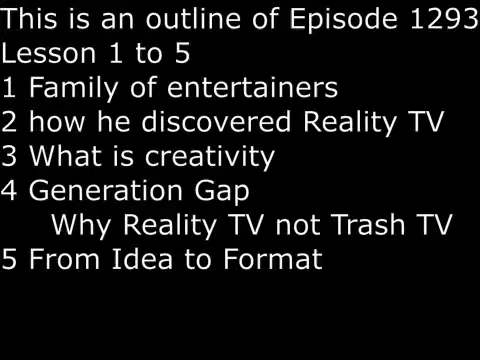 This is an outline of Episode 1293
Lesson 1 to 5
1 Family of entertainers
2 how he discovered Reality TV
3 What is creativity
4 Generation Gap
Why Reality TV not Trash TV
5 From Idea to Format